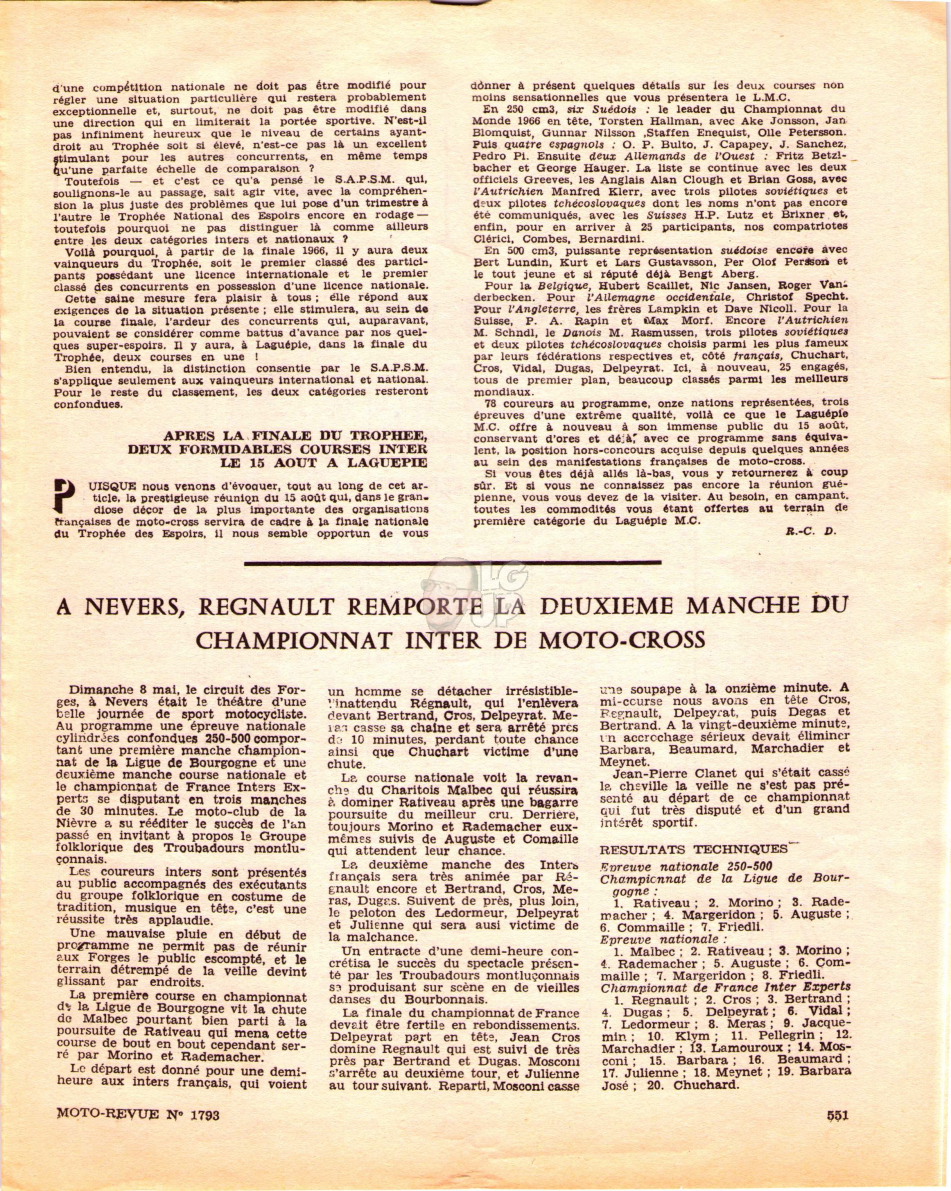 d'une compétition nationale ne doit pas être modifié pour
régler une situation particulière qui restera probablement
exceptionnelle et, surtout, ne doit pas être modifié dans
une direction qui en limiterait la portée sportive. N'est-il
pas infiniment heureux que le niveau de certains ayant-
droit au Trophée soit si élevé, n'est-ce pas là un excellent
stimulant pour les autres concurrents, en même temps
qu'une parfaite échelle de comparaison ?
Toutefois — et c'est ce qu'a pensé le S.A.P.S.M. qui,
soulignons-le au passage, sait agir vite, avec la compréhen-
sion la plus juste des problèmes que lui pose d'un trimestre à
l'autre le Trophée National des Espoirs encore en rodage —
toutefois pourquoi ne pas distinguer là comme ailleurs
entre les deux catégories inters et nationaux ?
Voilà pourquoi, à partir de la finale 1966, il y aura deux
vainqueurs du Trophée, soit le premier classé des partici-
pants possédant une licence internationale et le premier
classé des concurrents en possession d'une licence nationale.
Cette saine mesure fera plaisir à tous ; élle répond aux
exigences de la situation présente ; elle stimulera, au sein de
la course finale, l'ardeur des concurrents qui, auparavant,
pouvaient se considérer comme battus d'avance par nos quel-
ques super-espoirs. Il y aura, à Laguépie, dans la finale du
Trophée, deux courses en une !
Bien entendu, la distinction consentie par le S.A.P.S.M.
s'applique seulement aux vainqueurs international et national.
Pour le reste du classement, les deux catégories resteront
confondues.
APRES LA FINALE DU TROPHEE,
DEUX FORMIDABLES COURSES INTER
LE 15 AOUT A LAGUEPIE
PUISQUE nous venons d'évoquer, tout au long de cet ar-
ticle, la prestigieuse réunion du 15 août qui, dans le gran-
diose décor de la plus importante des organisations
françaises de moto-cross servira de cadre à la finale nationale
du Trophée des Espoirs, il nous semble opportun de vous
donner à présent quelques détails sur les deux courses non
moins sensationnelles que vous présentera le L.M.C.
En 250 cm3, six Suédois : le leader du Championnat du
Monde 1966 en tête, Torsten Hallman, avec Ake Jonsson, Jan
Blomquist, Gunnar Nilsson ,Staffen Enequist, Olle Petersson.
Puis quatre espagnols : O. P. Bulto, J. Capapey, J. Sanchez,
Pedro Pi. Ensuite deux Allemands de l'Ouest : Fritz Betzl-
bacher et George Hauger. La liste se continue avec les deux
officiels Greeves, les Anglais Alan Clough et Brian Goss, avec
l'Autrichien Manfred Klerr, avec trois pilotes soviétiques et
deux pilotes tchécoslovaques dont les noms n'ont pas encore
été communiqués, avec les Suisses H.P. Lutz et Brixner et,
enfin, pour en arriver à 25 participants, nos compatriotes
Clérici, Combes, Bernardini.
En 500 cm3, puissante représentation suédoise encore avec
Bert Lundin, Kurt et Lars Gustavsson, Per Olof Persson et
le tout jeune et si réputé déjà Bengt Aberg.
Pour la Belgique, Hubert Scaillet, Nic Jansen, Roger Van-
derbecken. Pour l'Allemagne occidentale, Christof Specht.
Pour l'Angleterre, les frères Lampkin et Dave Nicoll. Pour la
Suisse, P. A. Rapin et Max Morf. Encore l'Autrichien
M. Schndl, le Danois M. Rasmussen, trois pilotes soviétiques
et deux pilotes tchécoslovaques choisis parmi les plus fameux
par leurs fédérations respectives et, côté français, Chuchart,
Cros, Vidal, Dugas, Delpeyrat. Ici, à nouveau, 25 engagés,
tous de premier plan, beaucoup classés parmi les meilleurs
mondiaux.
78 coureurs au programme, onze nations représentées, trois
épreuves d'une extrême qualité, voilà ce que le Laguépie
M.C. offre à nouveau à son immense public du 15 août,
conservant d'ores et déjà, avec ce programme sans équiva-
lent, la position hors-concours acquise depuis quelques années
au sein des manifestations françaises de moto-cross.
Si vous êtes déjà allés là-bas, vous y retournerez à coup
sûr. Et si vous ne connaissez pas encore la réunion gué-
pienne, vous vous devez de la visiter. Au besoin, en campant,
toutes les commodités vous étant offertes au terrain de
première catégorie du Laguépie M.C.
R.-C. D.
LG
UP
A NEVERS, REGNAULT REMPORTE LA DEUXIEME MANCHE DU
CHAMPIONNAT INTER DE MOTO-CROSS
Dimanche 8 mai, le circuit des For-
ges, à Nevers était le théâtre d'une
belle journée de sport motocycliste.
Au programme une épreuve nationale
cylindrées confondues 250-500 compor-
tant une première manche champion-
nat de la Ligue de Bourgogne et une
deuxième manche course nationale et
le championnat de France Inters Ex-
perts se disputant en trois manches
de 30 minutes. Le moto-club de la
Nièvre a su rééditer le succès de l'an
passé en invitant à propos le Groupe
folklorique des Troubadours montlu-
çonnais.
Les coureurs inters sont présentés
au public accompagnés des exécutants
du groupe folklorique en costume de
tradition, musique en tête, c'est une
réussite très applaudie.
Une mauvaise pluie en début de
programme ne permit pas de réunir
aux Forges le public escompté, et le
terrain détrempé de la veille devint
glissant par endroits.
La première course en championnat
de la Ligue de Bourgogne vit la chute
de Malbec pourtant bien parti à la
poursuite de Rativeau qui mena cette
course de bout en bout cependant ser-
ré par Morino et Rademacher.
Le départ est donné pour une demi-
heure aux inters français, qui voient
un homme se détacher irrésistible-
l'inattendu Régnault, qui l'enlèvera
devant Bertrand, Cros, Delpeyrat. Me-
ras casse sa chaine et sera arrêté près
de 10 minutes, perdant toute chance
ainsi que Chuchart victime d'une
chute.
La course nationale voit la revan-
che du Charitois Malbec qui réussira
à dominer Rativeau après une bagarre
poursuite du meilleur cru. Derrière,
toujours Morino et Rademacher eux-
mêmes suivis de Auguste et Comaille
qui attendent leur chance.
La deuxième manche des Inters
français sera très animée par Ré-
gnault encore et Bertrand, Cros, Me-
ras, Dugas. Suivent de près, plus loin,
le peloton des Ledormeur, Delpeyrat
et Julienne qui sera ausi victime de
la malchance.
Un entracte d'une demi-heure con-
crétisa le succès du spectacle présen-
té par les Troubadours montluçonnais
se produisant sur scène en de vieilles
danses du Bourbonnais.
La finale du championnat de France
devait être fertile en rebondissements.
Delpeyrat part en tête, Jean Cros
domine Regnault qui est suivi de très
près par Bertrand et Dugas. Mosconi
s'arrête au deuxième tour, et Julienne
au tour suivant. Reparti, Mosconi casse
une soupape à la onzième minute. A
mi-course nous avons en tête Cros,
Regnault, Delpeyrat, puis Degas et
Bertrand. A la vingt-deuxième minute,
un accrochage sérieux devait éliminer
Barbara, Beaumard, Marchadier et
Meynet.
Jean-Pierre Clanet qui s'était cassé
la cheville la veille ne s'est pas pré-
senté au départ de ce championnat
qui fut très disputé et d'un grand
intérêt sportif.
RESULTATS TECHNIQUES
Epreuve nationale 250-500
Championnat de la Ligue de Bour-
gogne :
1. Rativeau ; 2. Morino ; 3. Rade-
macher ; 4. Margeridon ; 5. Auguste ;
6. Commaille ; 7. Friedli.
Epreuve nationale :
1. Malbec ; 2. Rativeau ; 3. Morino ;
4. Rademacher ; 5. Auguste ; 6. Com-
maille ; 7. Margeridon ; 8. Friedli.
Championnat de France Inter Experts
1. Regnault ; 2. Cros ; 3. Bertrand ;
4. Dugas ; 5. Delpeyrat ; 6. Vidal ;
7. Ledormeur ; 8. Meras ; 9. Jacque-
min ; 10. Klym ; 11. Pellegrin ; 12.
Marchadier ; 13. Lamouroux ; 14. Mos-
coni ; 15. Barbara ; 16. Beaumard ;
17. Julienne ; 18. Meynet ; 19. Barbara
José ; 20. Chuchard.
MOTO-REVUE N° 1793
551